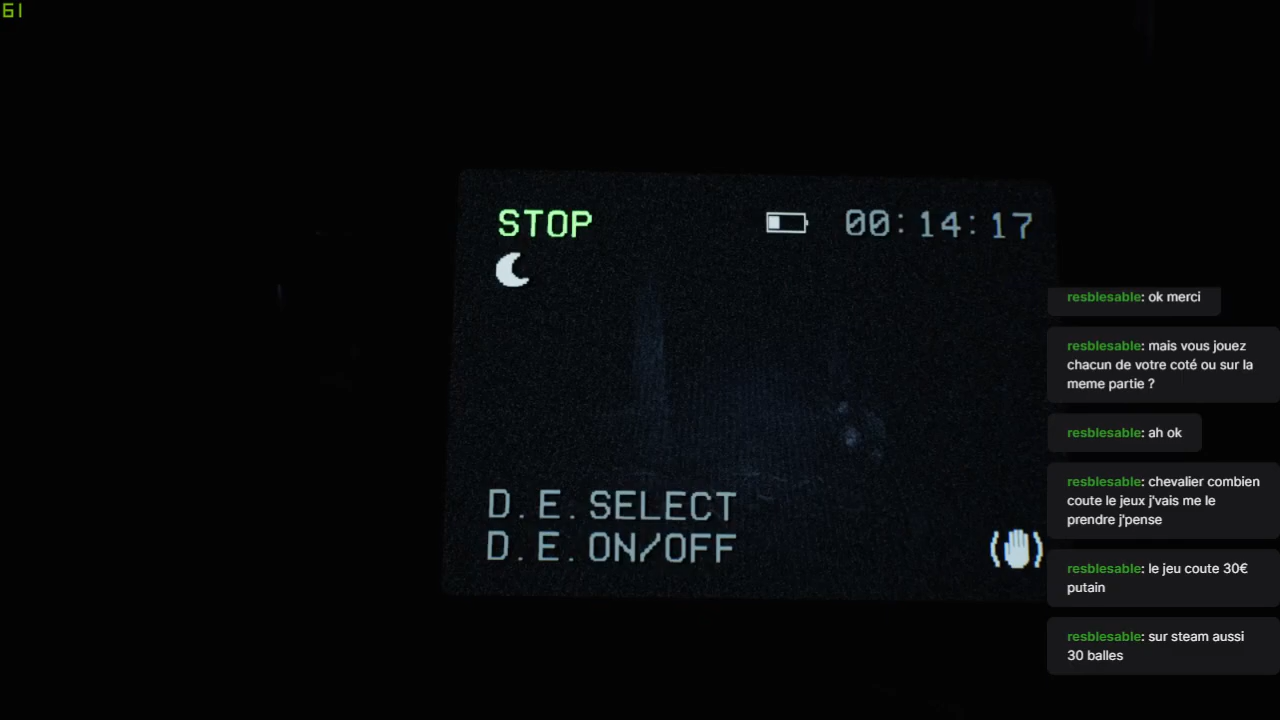 61
STOP
00:14:17
D.E.SELECT
D.E.ON/OFF
resblesable: ok merci
resblesable: mais vous jouez
chacun de votre coté ou sur la
meme partie ?
resblesable: ah ok
resblesable: chevalier combien
coute le jeux j'vais me le
prendre j'pense
resblesable: le jeu coute 30€
putain
resblesable: sur steam aussi
30 balles